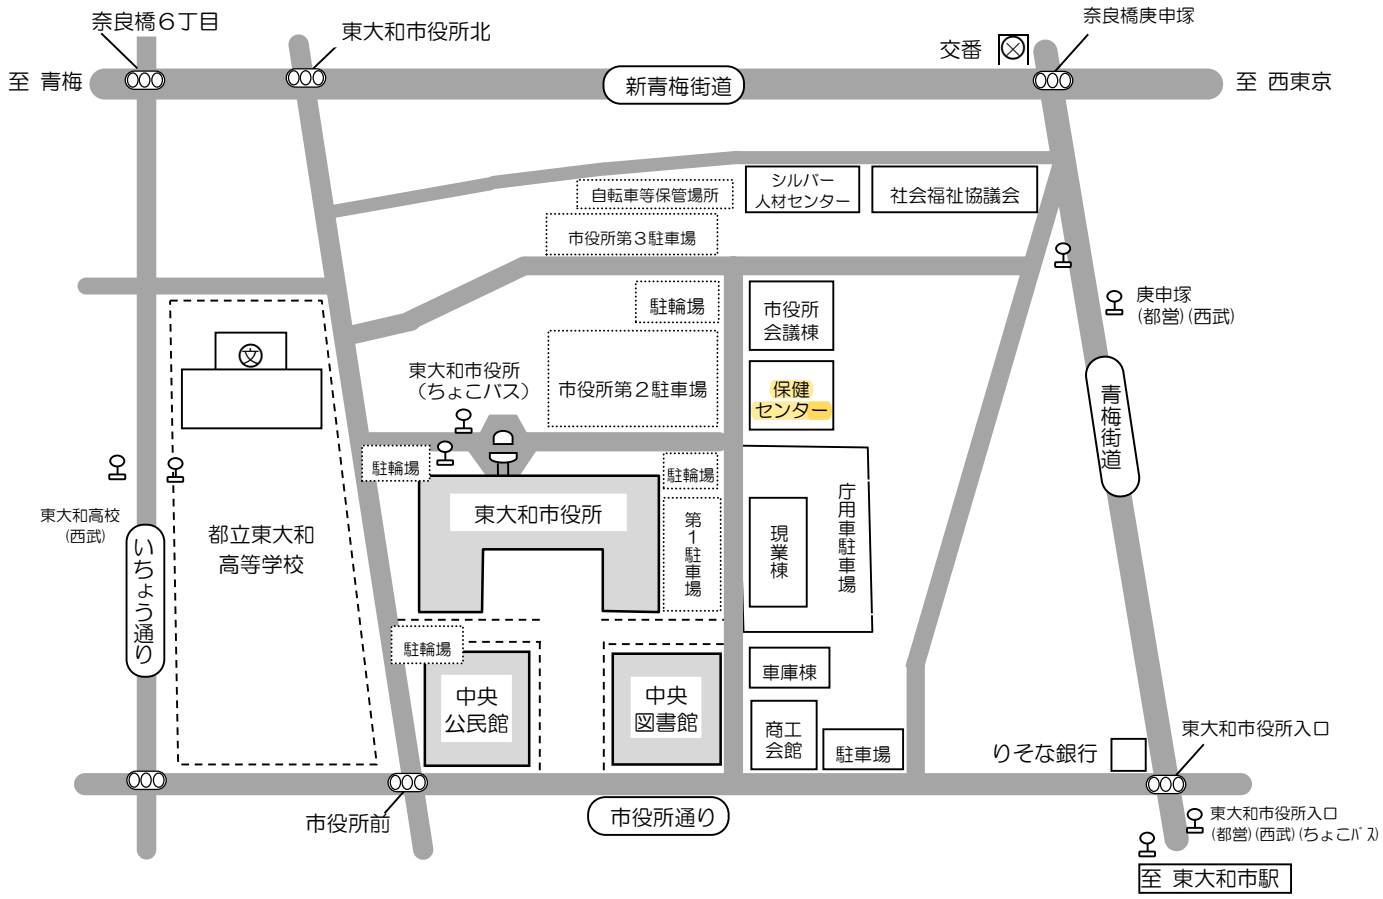 奈良橋６丁目
東大和市役所北
奈良橋庚申塚
交番
至 青梅
新青梅街道
至 西東京
シルバー
人材センター
社会福祉協議会
自転車等保管場所
市役所第３駐車場
駐輪場
市役所
会議棟
庚申塚
(都営)(西武)
文
東大和市役所
（ちょこバス）
市役所第２駐車場
保健
センター
青梅街道
駐輪場
駐輪場
東大和高校
(西武)
東大和市役所
第１駐車場
現業棟
庁用車駐車場
都立東大和
高等学校
いちょう通り
駐輪場
中央
公民館
中央
図書館
車庫棟
商工
会館
駐車場
りそな銀行
東大和市役所入口
市役所前
市役所通り
東大和市役所入口
(都営)(西武)(ちょこバス)
至 東大和市駅